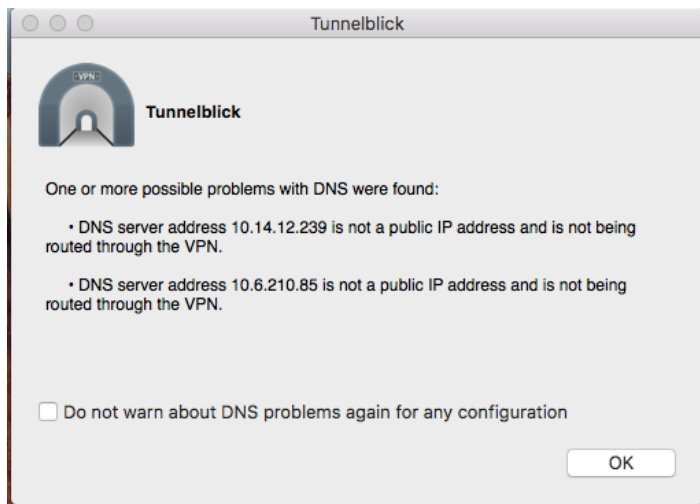 Tunnelblick
VPN
Tunnelblick
One or more possible problems with DNS were found:
• DNS server address 10.14.12.239 is not a public IP address and is not being
routed through the VPN.
• DNS server address 10.6.210.85 is not a public IP address and is not being
routed through the VPN.
Do not warn about DNS problems again for any configuration
OK